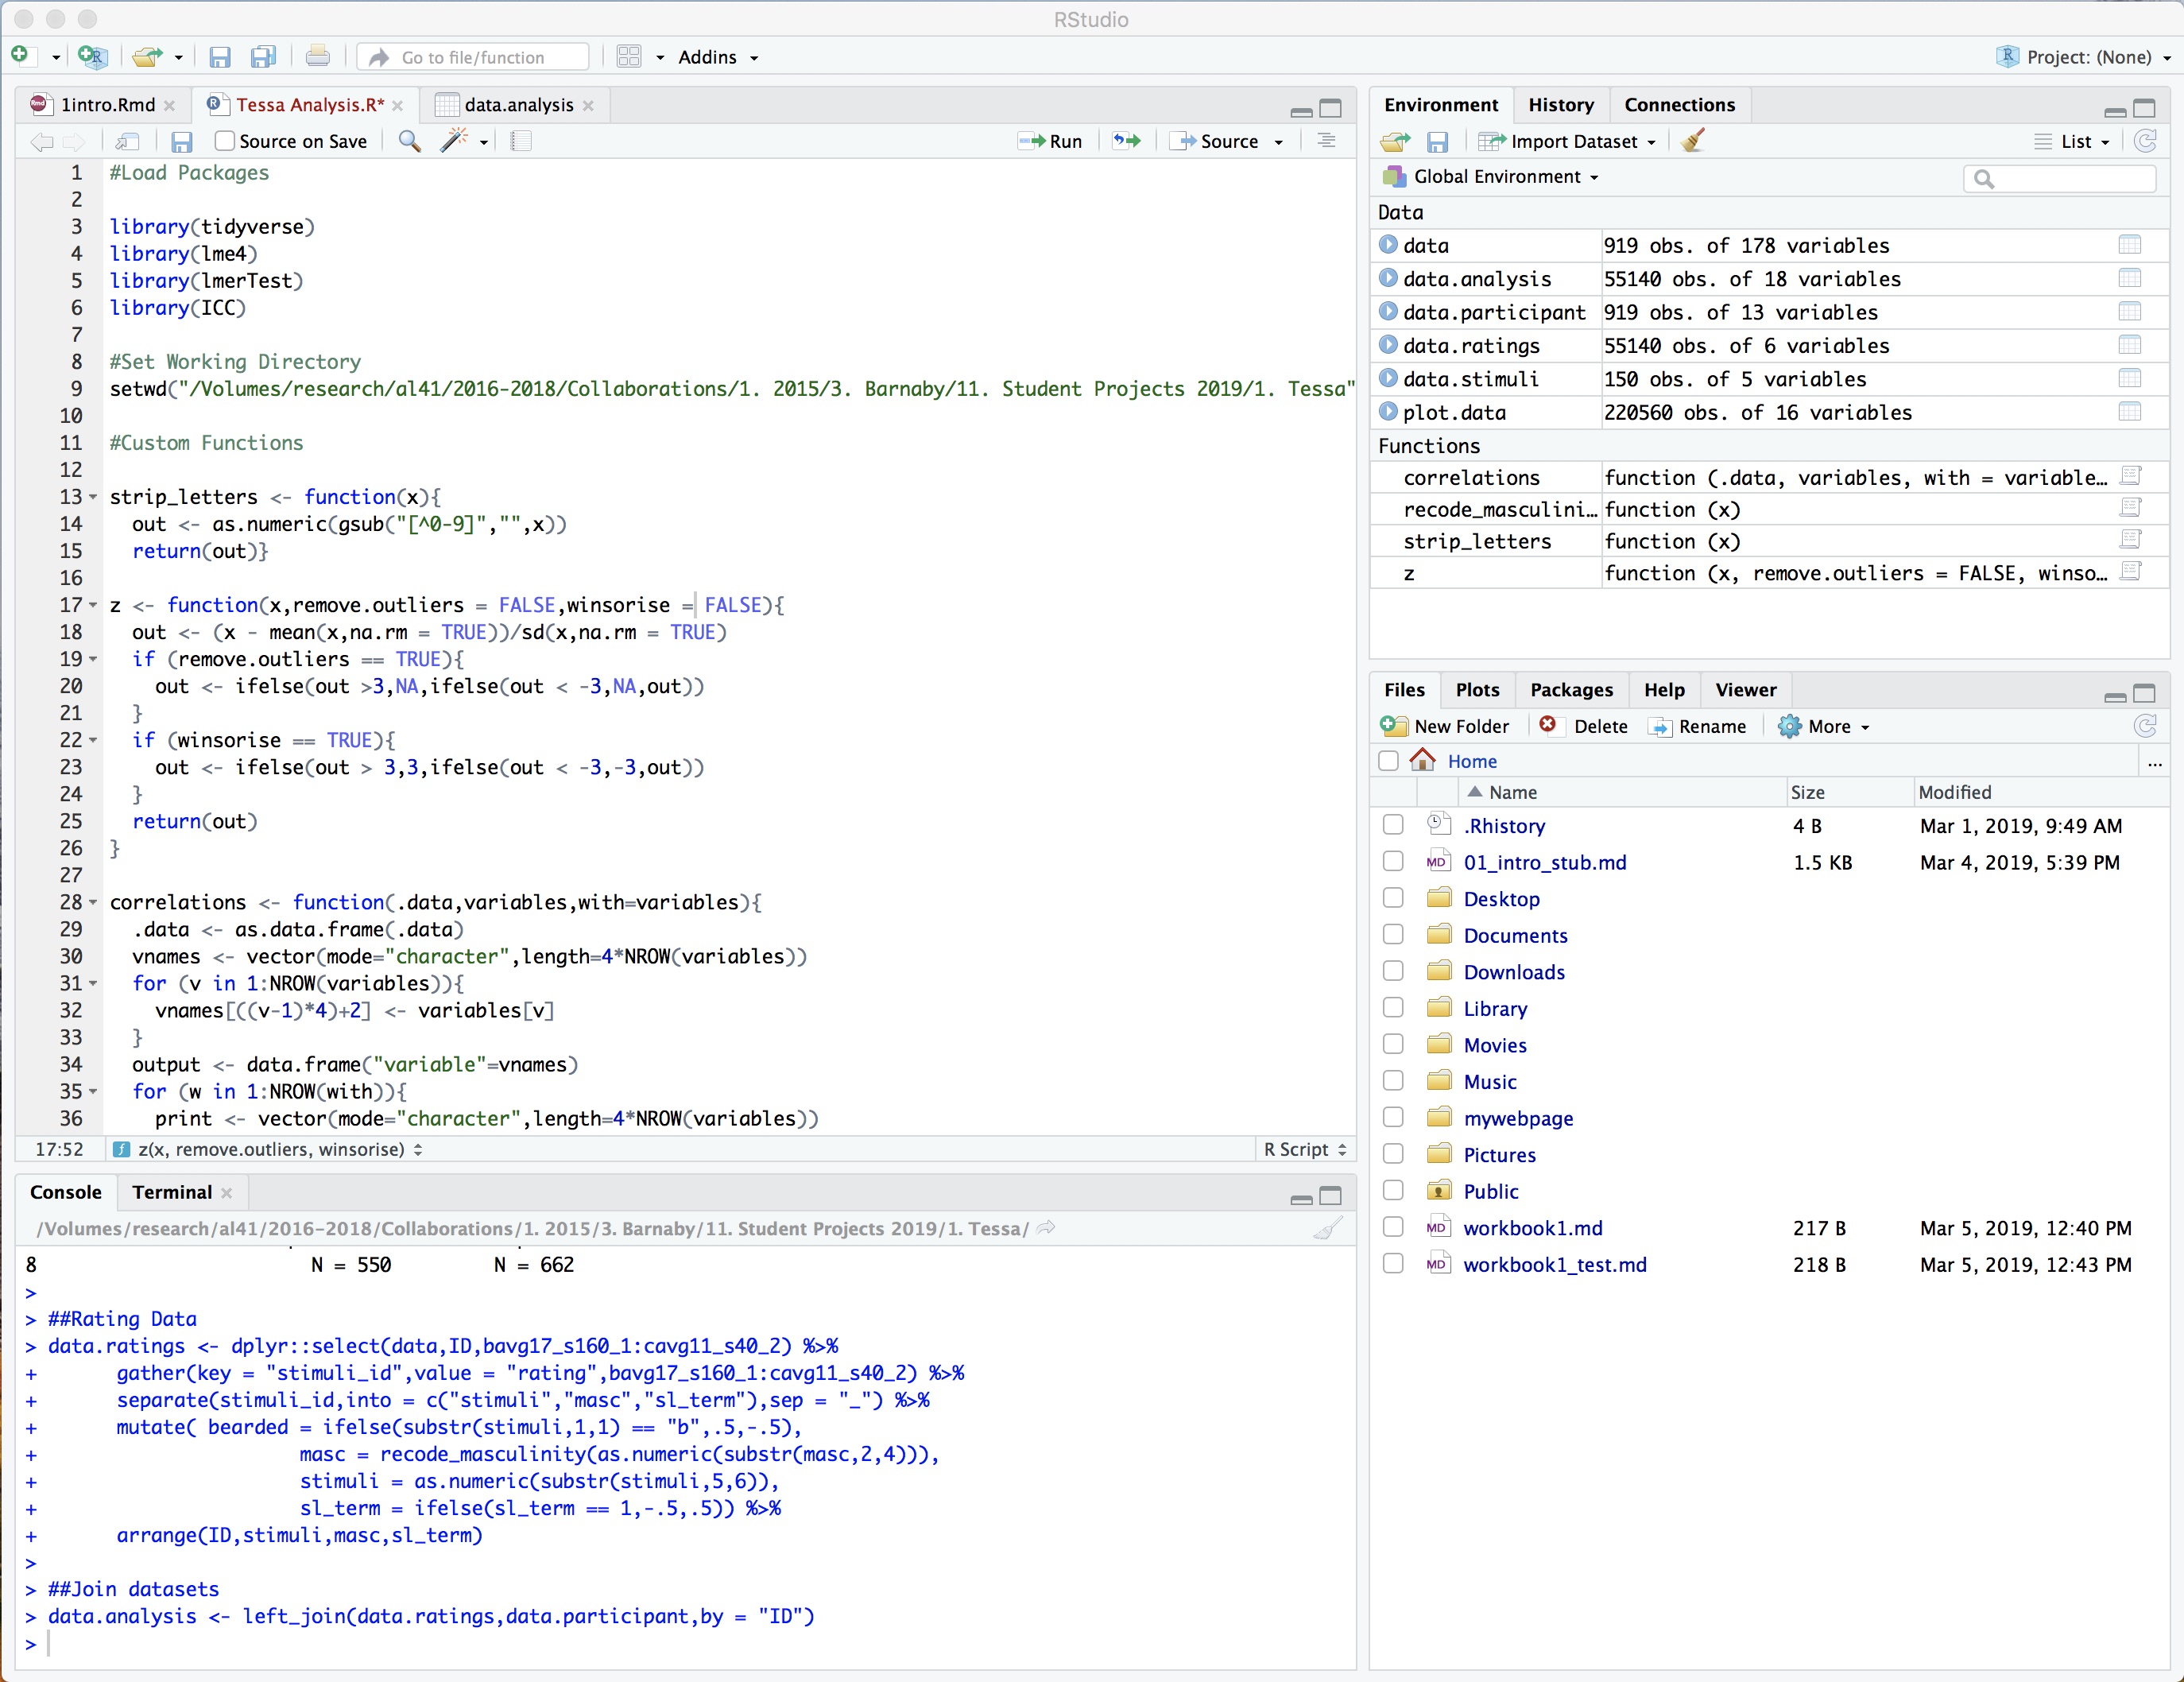 RStudio
Go to file/function
Addins
Project: (None)
1intro.Rmd
Tessa Analysis.R*
data.analysis
Source on Save
Run
Source
1 #Load Packages
2
3 library(tidyverse)
4 library(lme4)
5 library(lmerTest)
6 library(ICC)
7
8 #Set Working Directory
9 setwd("/Volumes/research/al41/2016-2018/Collaborations/1. 2015/3. Barnaby/11. Student Projects 2019/1. Tessa"
10
11 #Custom Functions
12
13 strip_letters <- function(x){
14 out <- as.numeric(gsub("[^0-9]","",x))
15 return(out)}
16
17 z <- function(x,remove.outliers = FALSE,winsorise = FALSE){
18 out <- (x - mean(x,na.rm = TRUE))/sd(x,na.rm = TRUE)
19 if (remove.outliers == TRUE){
20 out <- ifelse(out >3,NA,ifelse(out < -3,NA,out))
21 }
22 if (winsorise == TRUE){
23 out <- ifelse(out > 3,3,ifelse(out < -3,-3,out))
24 }
25 return(out)
26 }
27
28 correlations <- function(.data,variables,with=variables){
29 .data <- as.data.frame(.data)
30 vnames <- vector(mode="character",length=4*NROW(variables))
31 for (v in 1:NROW(variables)){
32 vnames[((v-1)*4)+2] <- variables[v]
33 }
34 output <- data.frame("variable"=vnames)
35 for (w in 1:NROW(with)){
36 print <- vector(mode="character",length=4*NROW(variables))
17:52 z(x, remove.outliers, winsorise) R Script
Console Terminal
/Volumes/research/al41/2016-2018/Collaborations/1. 2015/3. Barnaby/11. Student Projects 2019/1. Tessa/
8 N = 550 N = 662
>
> ##Rating Data
> data.ratings <- dplyr::select(data,ID,bavg17_s160_1:cavg11_s40_2) %>%
+ gather(key = "stimuli_id",value = "rating",bavg17_s160_1:cavg11_s40_2) %>%
+ separate(stimuli_id,into = c("stimuli","masc","sl_term"),sep = "_") %>%
+ mutate( bearded = ifelse(substr(stimuli,1,1) == "b",.5,-.5),
+ masc = recode_masculinity(as.numeric(substr(masc,2,4))),
+ stimuli = as.numeric(substr(stimuli,5,6)),
+ sl_term = ifelse(sl_term == 1,-.5,.5)) %>%
+ arrange(ID,stimuli,masc,sl_term)
>
> ##Join datasets
> data.analysis <- left_join(data.ratings,data.participant,by = "ID")
>
Environment History Connections
Import Dataset
List
Global Environment
Data
data 919 obs. of 178 variables
data.analysis 55140 obs. of 18 variables
data.participant 919 obs. of 13 variables
data.ratings 55140 obs. of 6 variables
data.stimuli 150 obs. of 5 variables
plot.data 220560 obs. of 16 variables
Functions
correlations function (.data, variables, with = variable…
recode_masculini… function (x)
strip_letters function (x)
z function (x, remove.outliers = FALSE, winso…
Files Plots Packages Help Viewer
New Folder Delete Rename More
Home ...
Name Size Modified
.Rhistory 4 B Mar 1, 2019, 9:49 AM
01_intro_stub.md 1.5 KB Mar 4, 2019, 5:39 PM
Desktop
Documents
Downloads
Library
Movies
Music
mywebpage
Pictures
Public
workbook1.md 217 B Mar 5, 2019, 12:40 PM
workbook1_test.md 218 B Mar 5, 2019, 12:43 PM